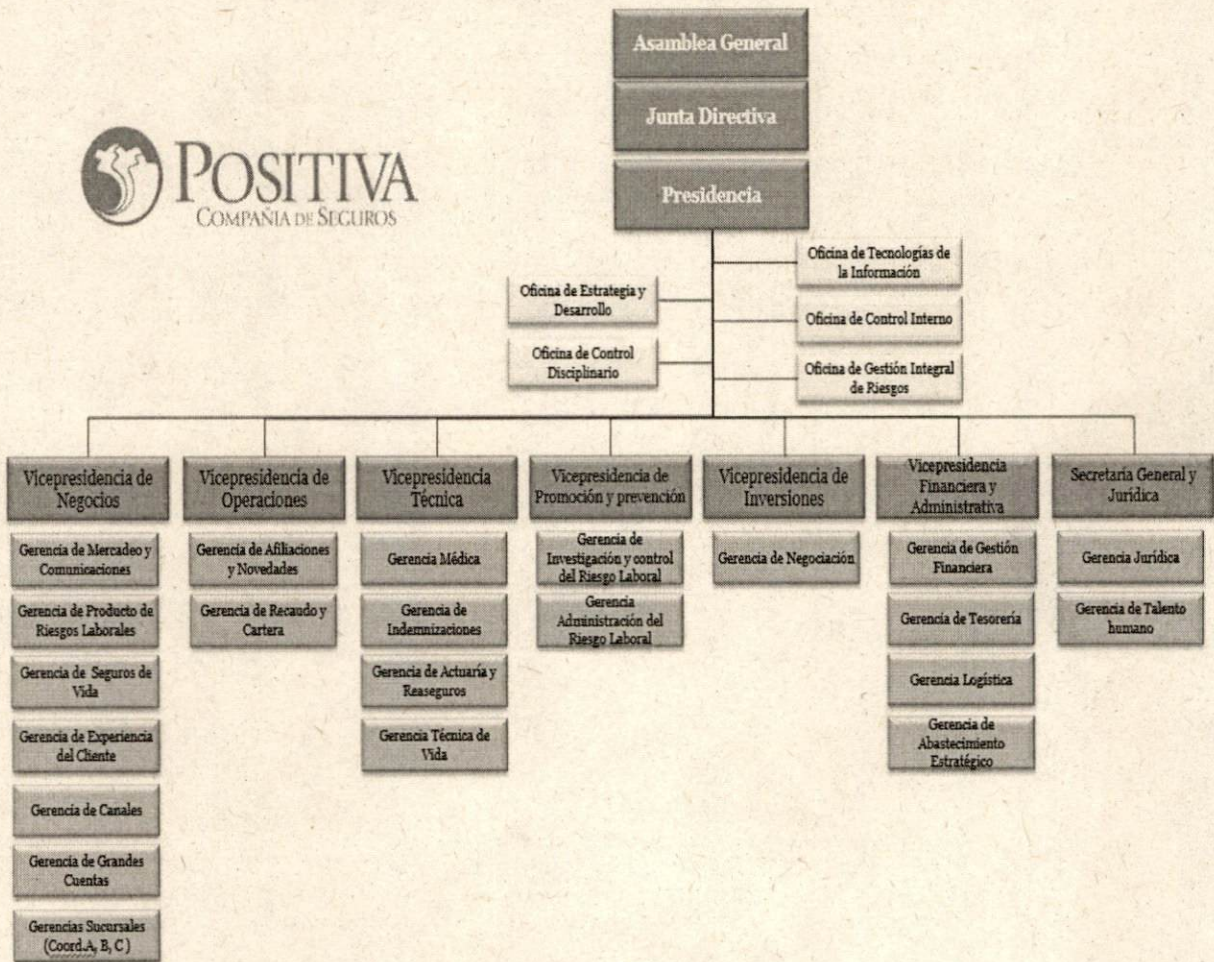 Asamblea General
Junta Directiva
Presidencia
POSITIVA
COMPAÑIA DE SEGUROS
Oficina de Tecnologías de
la Información
Oficina de Estrategia y
Desarrollo
Oficina de Control Interno
Oficina de Control
Disciplinario
Oficina de Gestión Integral
de Riesgos
Vicepresidencia de
Negocios
Gerencia de Mercadeo y
Comunicaciones
Gerencia de Producto de
Riesgos Laborales
Gerencia de Seguros de
Vida
Gerencia de Experiencia
del Cliente
Gerencia de Canales
Gerencia de Grandes
Cuentas
Gerencias Sucursales
(Coord.A, B, C )
Vicepresidencia de
Operaciones
Gerencia de Afiliaciones
y Novedades
Gerencia de Recaudo y
Cartera
Vicepresidencia
Técnica
Gerencia Médica
Gerencia de
Indemnizaciones
Gerencia de Actuaría y
Reaseguros
Gerencia Técnica de
Vida
Vicepresidencia de
Promoción y prevención
Gerencia de
Investigación y control
del Riesgo Laboral
Gerencia
Administración del
Riesgo Laboral
Vicepresidencia de
Inversiones
Gerencia de Negociación
Vicepresidencia
Financiera y
Administrativa
Gerencia de Gestión
Financiera
Gerencia de Tesorería
Gerencia Logística
Gerencia de
Abastecimiento
Estratégico
Secretaría General y
Jurídica
Gerencia Jurídica
Gerencia de Talento
humano